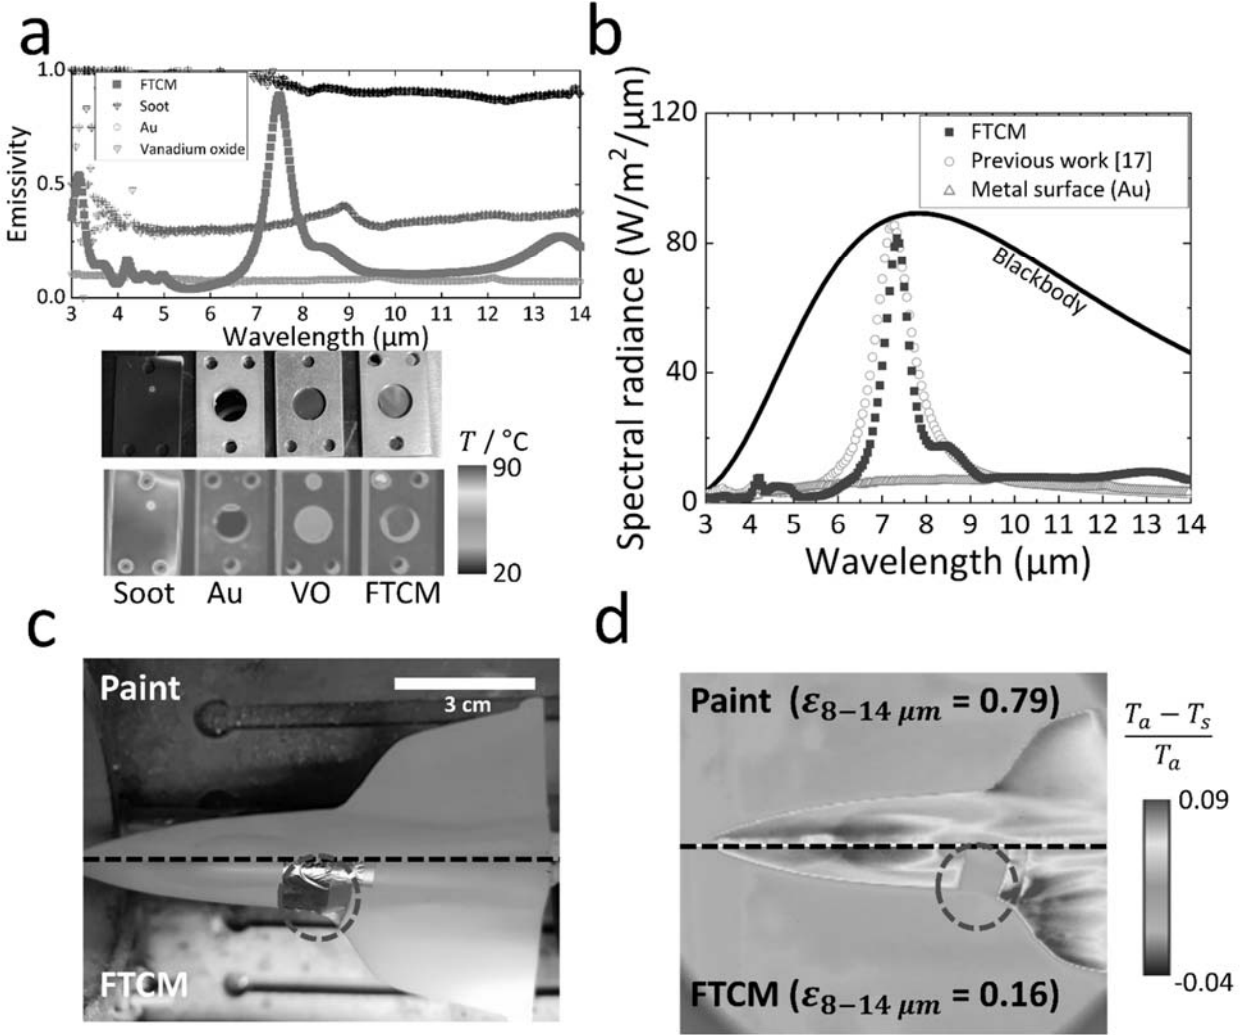 a
1.0
0.5
0.0
Emissivity
FTCM
Soot
Au
Vanadium oxide
3 4 5 6 7 8 9 10 11 12 13 14
Wavelength (μm)
T / °C
90
20
Soot Au VO FTCM
b
120
80
40
0
Spectral radiance (W/m²/μm)
FTCM
Previous work [17]
Metal surface (Au)
Blackbody
3 4 5 6 7 8 9 10 11 12 13 14
Wavelength (μm)
c
Paint
3 cm
FTCM
d
Paint (ε8−14 μm = 0.79)
FTCM (ε8−14 μm = 0.16)
Ta − Ts
Ta
0.09
-0.04